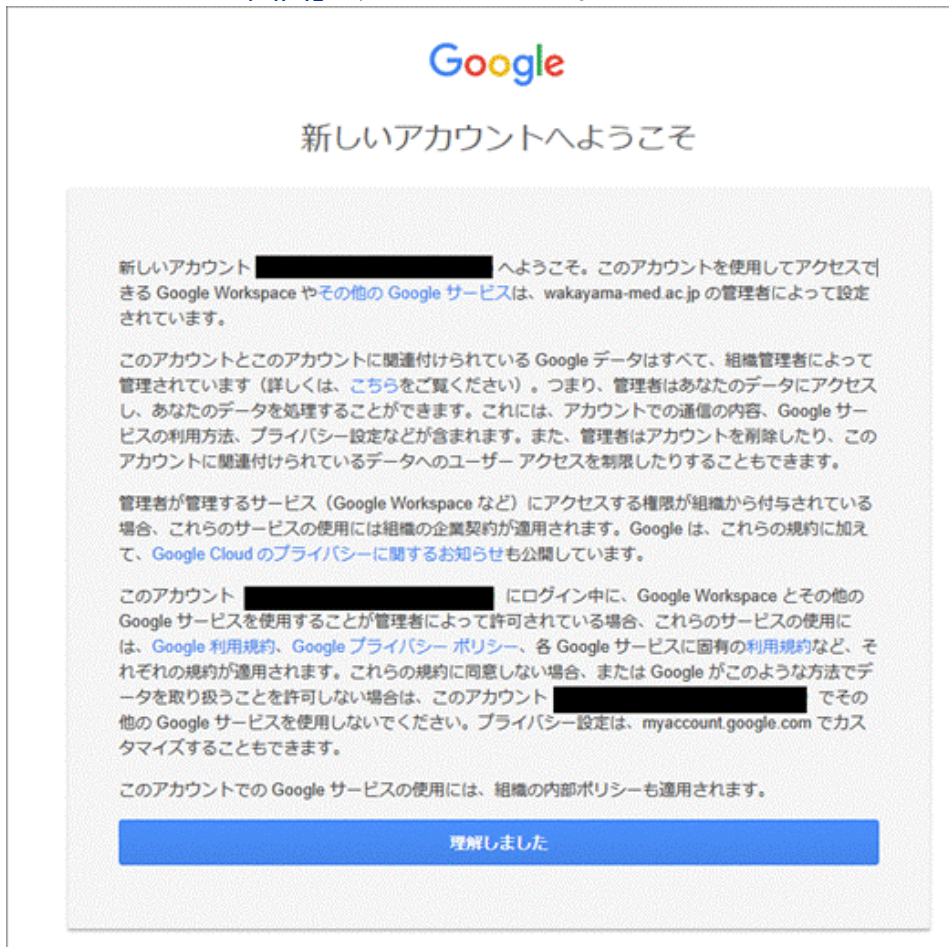 Google
新しいアカウントへようこそ
新しいアカウント へようこそ。このアカウントを使用してアクセスで
きる Google Workspace やその他の Google サービスは、wakayama-med.ac.jp の管理者によって設定
されています。
このアカウントとこのアカウントに関連付けられている Google データはすべて、組織管理者によって
管理されています（詳しくは、こちらをご覧ください）。つまり、管理者はあなたのデータにアクセス
し、あなたのデータを処理することができます。これには、アカウントでの通信の内容、Google サー
ビスの利用方法、プライバシー設定などが含まれます。また、管理者はアカウントを削除したり、この
アカウントに関連付けられているデータへのユーザー アクセスを制限したりすることもできます。
管理者が管理するサービス（Google Workspace など）にアクセスする権限が組織から付与されている
場合、これらのサービスの使用には組織の企業契約が適用されます。Google は、これらの規約に加え
て、Google Cloud のプライバシーに関するお知らせも公開しています。
このアカウント にログイン中に、Google Workspace とその他の
Google サービスを使用することが管理者によって許可されている場合、これらのサービスの使用に
は、Google 利用規約、Google プライバシー ポリシー、各 Google サービスに固有の利用規約など、そ
れぞれの規約が適用されます。これらの規約に同意しない場合、または Google がこのような方法でデ
ータを取り扱うことを許可しない場合は、このアカウント でその
他の Google サービスを使用しないでください。プライバシー設定は、myaccount.google.com でカス
タマイズすることもできます。
このアカウントでの Google サービスの使用には、組織の内部ポリシーも適用されます。
理解しました